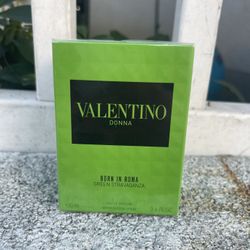 VALENTINO
DONNA
BORN IN ROMA
GREEN STRAVAGANZA